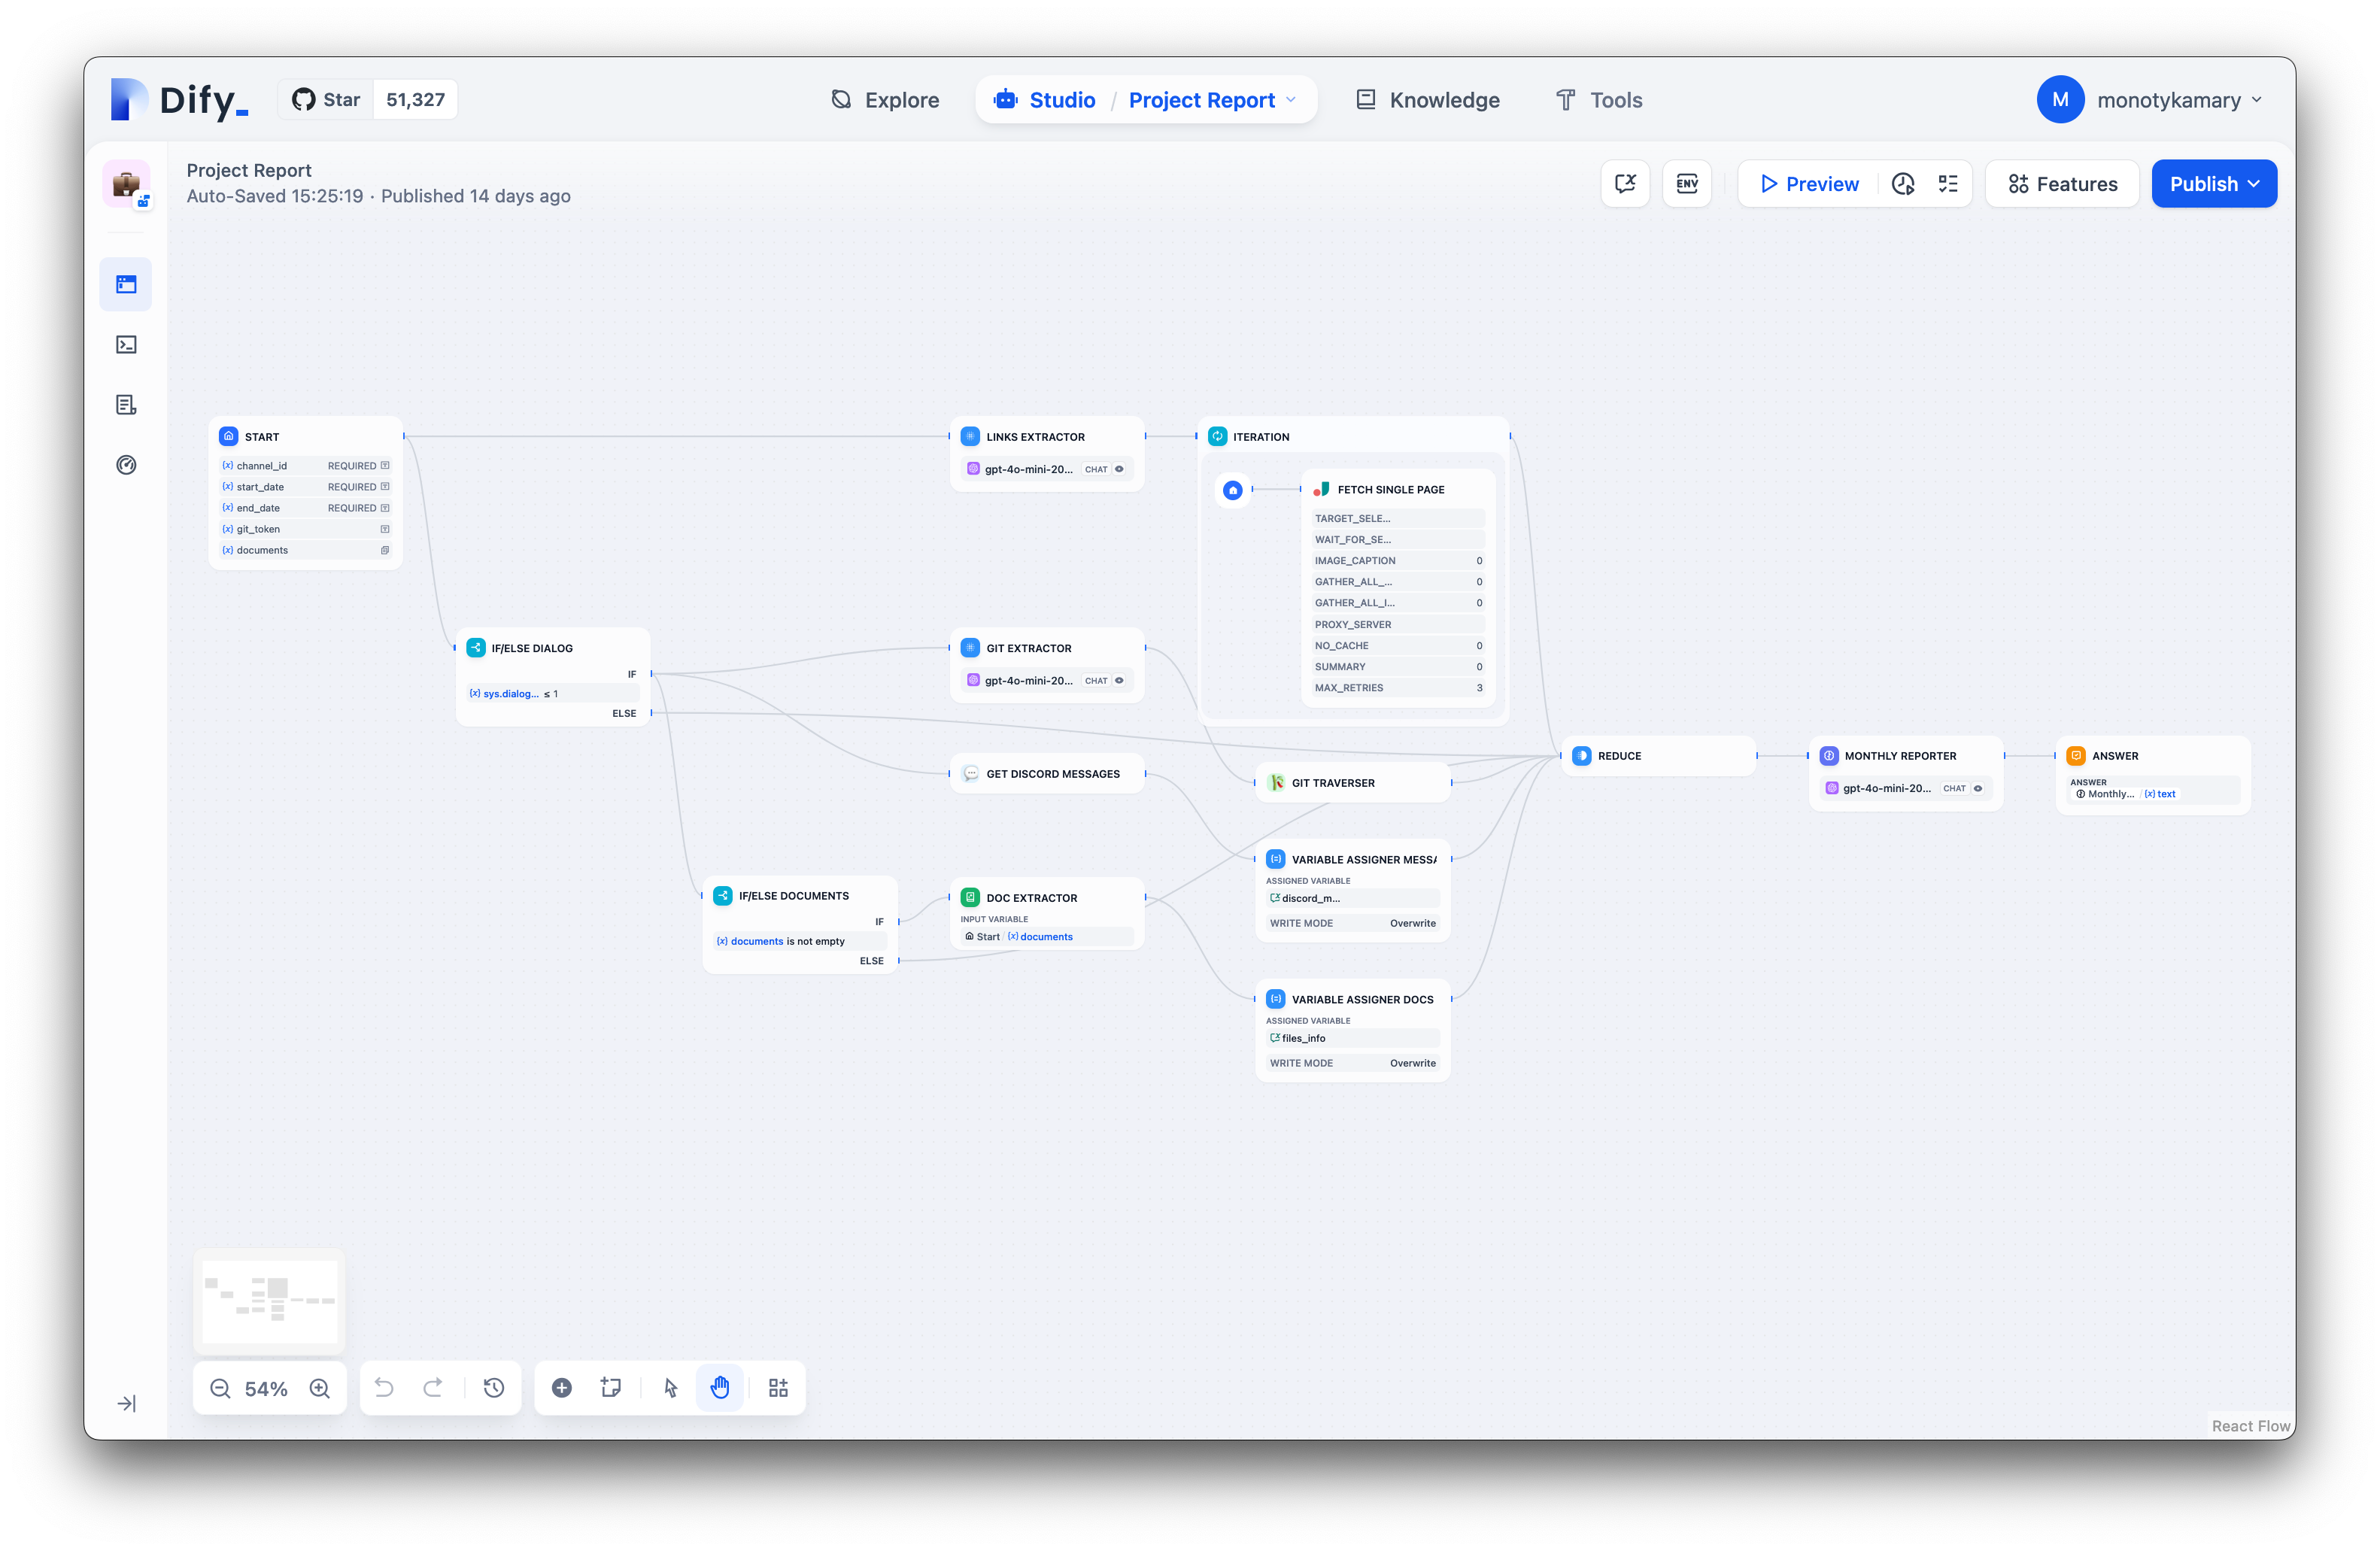 Dify_
Star 51,327
Explore
Studio / Project Report
Knowledge
Tools
M monotykamary
Project Report
Auto-Saved 15:25:19 · Published 14 days ago
ENV
Preview
Features
Publish
START
{x} channel_id REQUIRED
{x} start_date REQUIRED
{x} end_date REQUIRED
{x} git_token
{x} documents
LINKS EXTRACTOR
gpt-4o-mini-20... CHAT
ITERATION
FETCH SINGLE PAGE
TARGET_SELE...
WAIT_FOR_SE...
IMAGE_CAPTION 0
GATHER_ALL_... 0
GATHER_ALL_I... 0
PROXY_SERVER
NO_CACHE 0
SUMMARY 0
MAX_RETRIES 3
IF/ELSE DIALOG
IF
{x} sys.dialog... ≤ 1
ELSE
GIT EXTRACTOR
gpt-4o-mini-20... CHAT
GET DISCORD MESSAGES
GIT TRAVERSER
REDUCE
MONTHLY REPORTER
gpt-4o-mini-20... CHAT
ANSWER
ANSWER
Monthly... / {x} text
IF/ELSE DOCUMENTS
IF
{x} documents is not empty
ELSE
DOC EXTRACTOR
INPUT VARIABLE
Start / {x} documents
VARIABLE ASSIGNER MESSA
ASSIGNED VARIABLE
discord_m...
WRITE MODE Overwrite
VARIABLE ASSIGNER DOCS
ASSIGNED VARIABLE
files_info
WRITE MODE Overwrite
54%
React Flow